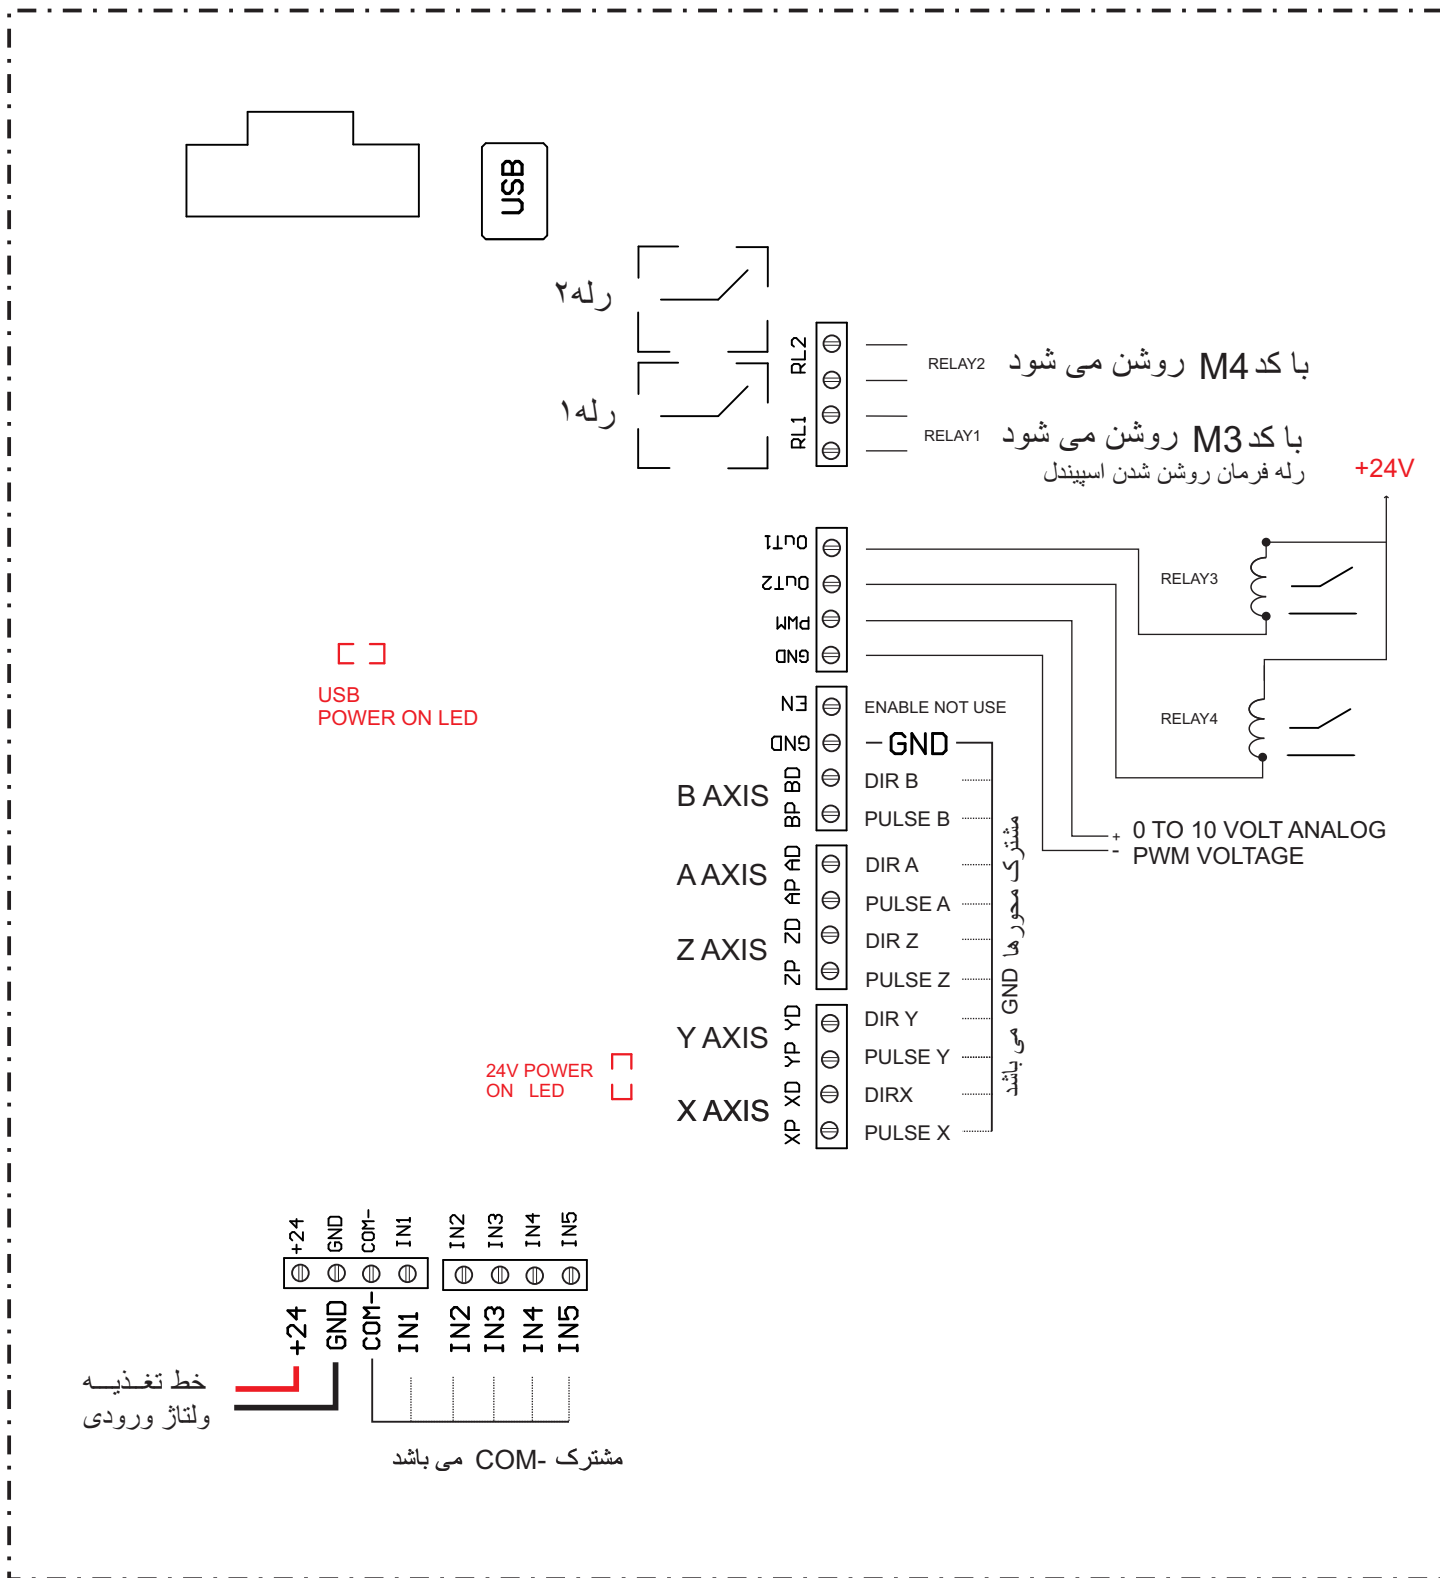 USB
رله۲
RL2
RELAY2
با کد M4 روشن می شود
رله۱
RL1
RELAY1
با کد M3 روشن می شود
رله فرمان روشن شدن اسپیندل
+24V
OuT1
OuT2
PWM
GND
RELAY3
RELAY4
USB
POWER ON LED
EN
ENABLE NOT USE
GND
GND
B AXIS
BD
BP
DIR B
PULSE B
+ 0 TO 10 VOLT ANALOG
- PWM VOLTAGE
A AXIS
AD
AP
DIR A
PULSE A
Z AXIS
ZD
ZP
DIR Z
PULSE Z
Y AXIS
YD
YP
DIR Y
PULSE Y
X AXIS
XD
XP
DIRX
PULSE X
مشترک محورها GND می باشد
24V POWER
ON LED
+24
GND
COM-
IN1
IN2
IN3
IN4
IN5
+24
GND
COM-
IN1
IN2
IN3
IN4
IN5
خط تغذیه
ولتاژ ورودی
مشترک COM- می باشد